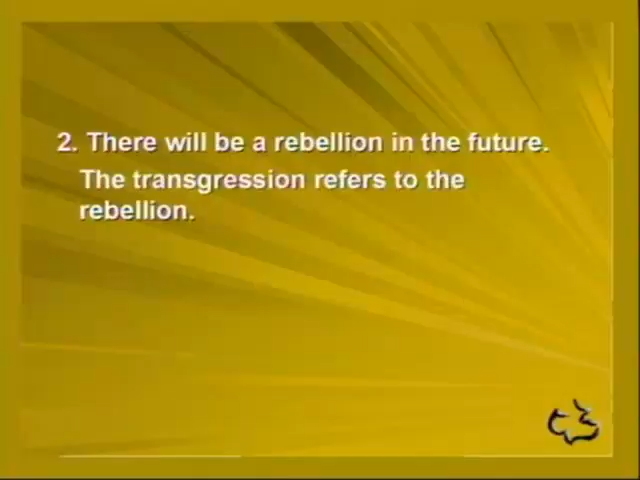 2. There will be a rebellion in the future.
The transgression refers to the
rebellion.